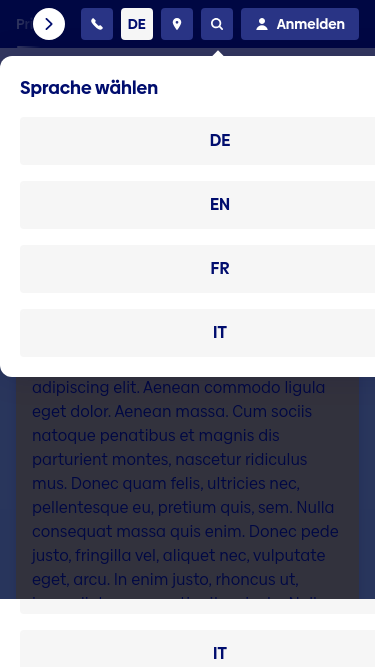 Pr
DE
Anmelden
Sprache wählen
DE
EN
FR
IT
adipiscing elit. Aenean commodo ligula
eget dolor. Aenean massa. Cum sociis
natoque penatibus et magnis dis
parturient montes, nascetur ridiculus
mus. Donec quam felis, ultricies nec,
pellentesque eu, pretium quis, sem. Nulla
consequat massa quis enim. Donec pede
justo, fringilla vel, aliquet nec, vulputate
eget, arcu. In enim justo, rhoncus ut,
IT